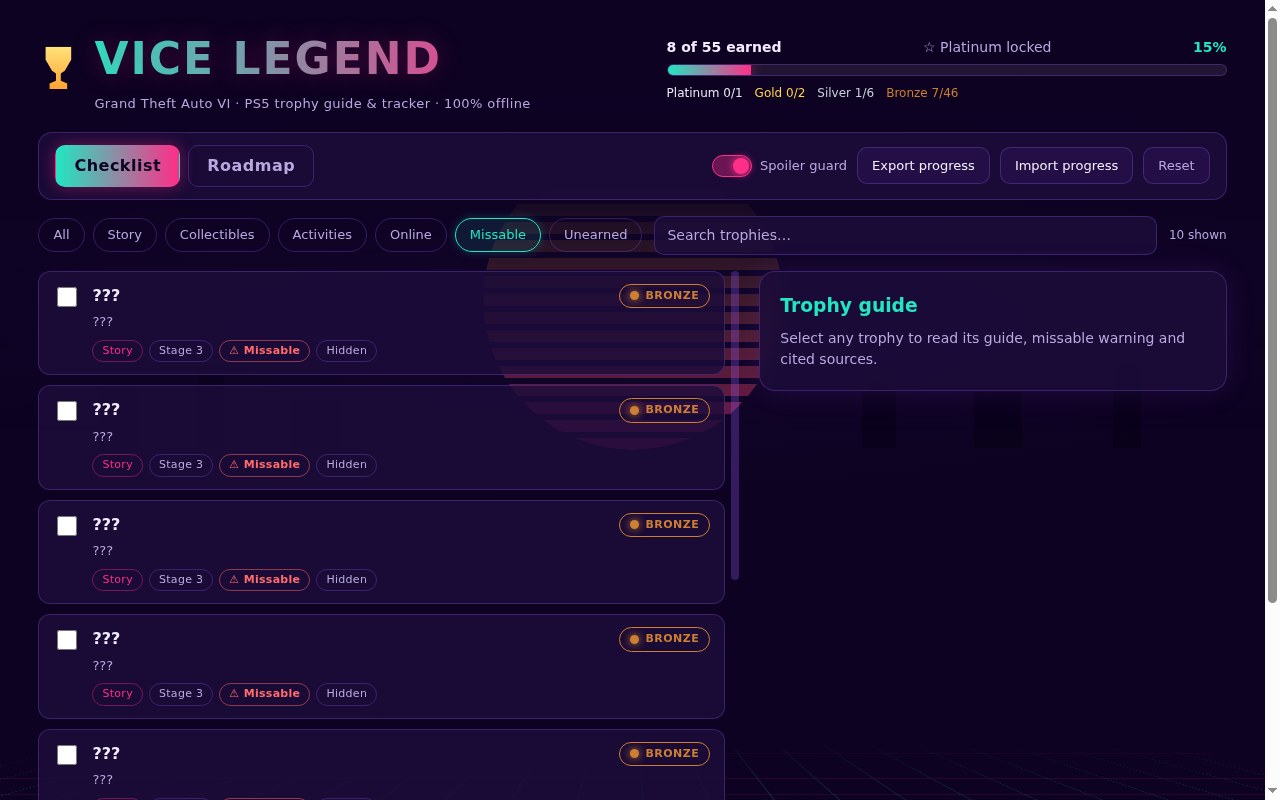 VICE LEGEND
Grand Theft Auto VI · PS5 trophy guide & tracker · 100% offline
8 of 55 earned ☆ Platinum locked 15%
Platinum 0/1 Gold 0/2 Silver 1/6 Bronze 7/46
Checklist Roadmap Spoiler guard Export progress Import progress Reset
All Story Collectibles Activities Online Missable Unearned Search trophies... 10 shown
??? BRONZE
???
Story Stage 3 ⚠ Missable Hidden
??? BRONZE
???
Story Stage 3 ⚠ Missable Hidden
??? BRONZE
???
Story Stage 3 ⚠ Missable Hidden
??? BRONZE
???
Story Stage 3 ⚠ Missable Hidden
??? BRONZE
???
Trophy guide
Select any trophy to read its guide, missable warning and
cited sources.